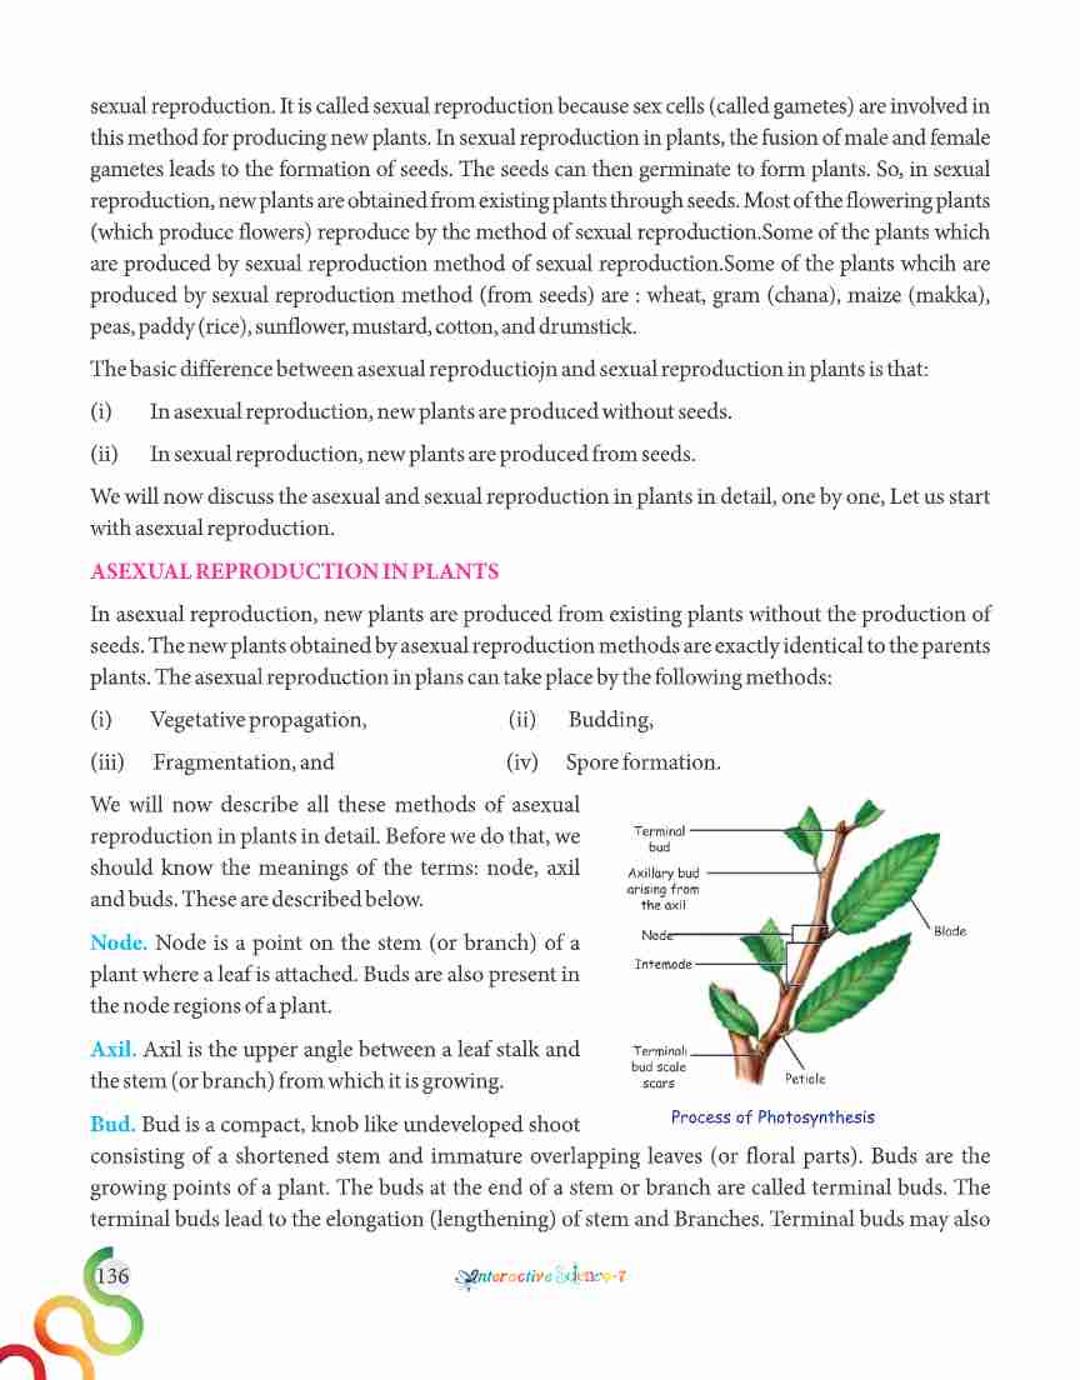 sexual reproduction. It is called sexual reproduction because sex cells (called gametes) are involved in
this method for producing new plants. In sexual reproduction in plants, the fusion of male and female
gametes leads to the formation of seeds. The seeds can then germinate to form plants. So, in sexual
reproduction, new plants are obtained from existing plants through seeds. Most of the flowering plants
(which produce flowers) reproduce by the method of sexual reproduction.Some of the plants which
are produced by sexual reproduction method of sexual reproduction.Some of the plants whcih are
produced by sexual reproduction method (from seeds) are : wheat, gram (chana), maize (makka),
peas, paddy (rice), sunflower, mustard, cotton, and drumstick.
The basic difference between asexual reproductiojn and sexual reproduction in plants is that:
(i) In asexual reproduction, new plants are produced without seeds.
(ii) In sexual reproduction, new plants are produced from seeds.
We will now discuss the asexual and sexual reproduction in plants in detail, one by one, Let us start
with asexual reproduction.
ASEXUAL REPRODUCTION IN PLANTS
In asexual reproduction, new plants are produced from existing plants without the production of
seeds. The new plants obtained by asexual reproduction methods are exactly identical to the parents
plants. The asexual reproduction in plans can take place by the following methods:
(i) Vegetative propagation, (ii) Budding,
(iii) Fragmentation, and (iv) Spore formation.
We will now describe all these methods of asexual
reproduction in plants in detail. Before we do that, we
should know the meanings of the terms: node, axil
and buds. These are described below.
Node. Node is a point on the stem (or branch) of a
plant where a leaf is attached. Buds are also present in
the node regions of a plant.
Axil. Axil is the upper angle between a leaf stalk and
the stem (or branch) from which it is growing.
Terminal
bud
Axillary bud
arising from
the axil
Node
Internode
Blade
Terminal
bud scale
scars
Petiole
Process of Photosynthesis
Bud. Bud is a compact, knob like undeveloped shoot
consisting of a shortened stem and immature overlapping leaves (or floral parts). Buds are the
growing points of a plant. The buds at the end of a stem or branch are called terminal buds. The
terminal buds lead to the elongation (lengthening) of stem and Branches. Terminal buds may also
136
Interactive Science-7